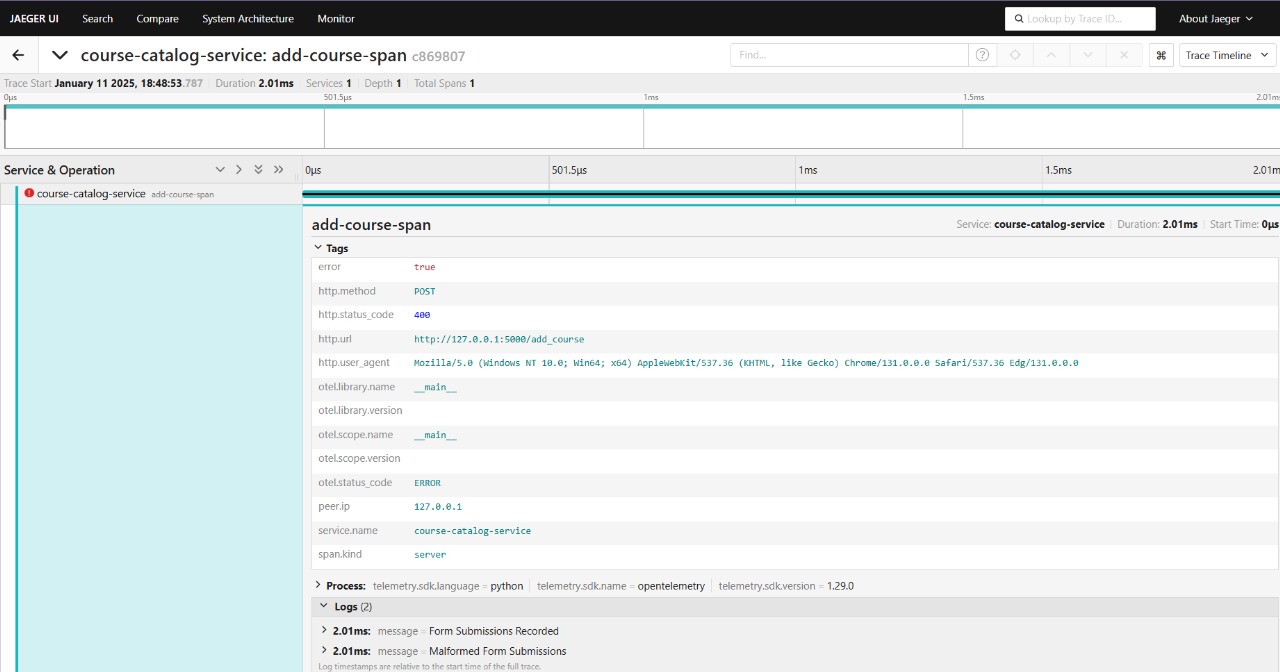 JAEGER UI Search Compare System Architecture Monitor Lookup by Trace ID... About Jaeger
course-catalog-service: add-course-span c869807 Find... Trace Timeline
Trace Start January 11 2025, 18:48:53.787 Duration 2.01ms Services 1 Depth 1 Total Spans 1
0μs 501.5μs 1ms 1.5ms 2.01ms
Service & Operation 0μs 501.5μs 1ms 1.5ms 2.01m
course-catalog-service add-course-span
add-course-span Service: course-catalog-service Duration: 2.01ms Start Time: 0μs
Tags
error true
http.method POST
http.status_code 400
http.url http://127.0.0.1:5000/add_course
http.user_agent Mozilla/5.0 (Windows NT 10.0; Win64; x64) AppleWebKit/537.36 (KHTML, like Gecko) Chrome/131.0.0.0 Safari/537.36 Edg/131.0.0.0
otel.library.name __main__
otel.library.version
otel.scope.name __main__
otel.scope.version
otel.status_code ERROR
peer.ip 127.0.0.1
service.name course-catalog-service
span.kind server
Process: telemetry.sdk.language = python telemetry.sdk.name = opentelemetry telemetry.sdk.version = 1.29.0
Logs (2)
2.01ms: message = Form Submissions Recorded
2.01ms: message = Malformed Form Submissions
Log timestamps are relative to the start time of the full trace.